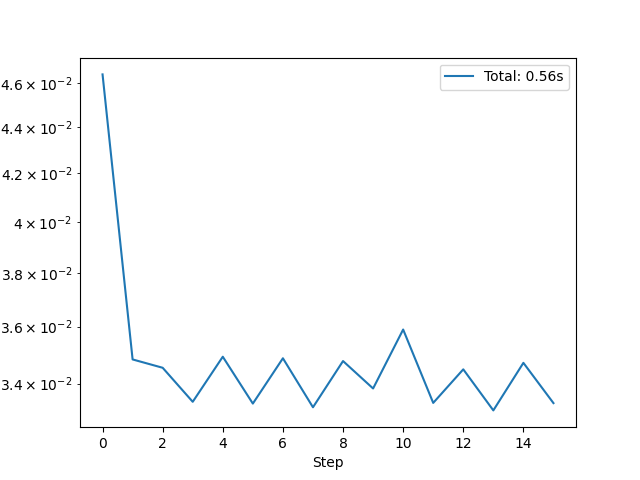 Total: 0.56s
4.6 × 10⁻²
4.4 × 10⁻²
4.2 × 10⁻²
4 × 10⁻²
3.8 × 10⁻²
3.6 × 10⁻²
3.4 × 10⁻²
0 2 4 6 8 10 12 14
Step